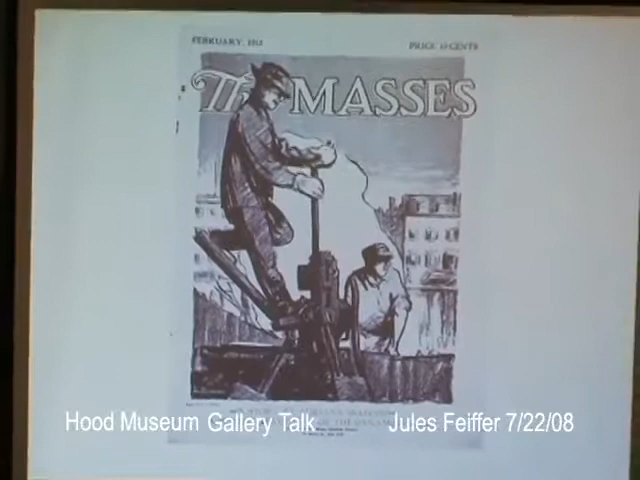 FEBRUARY, 1913
PRICE 10 CENTS
The MASSES
Hood Museum Gallery Talk
Jules Feiffer 7/22/08